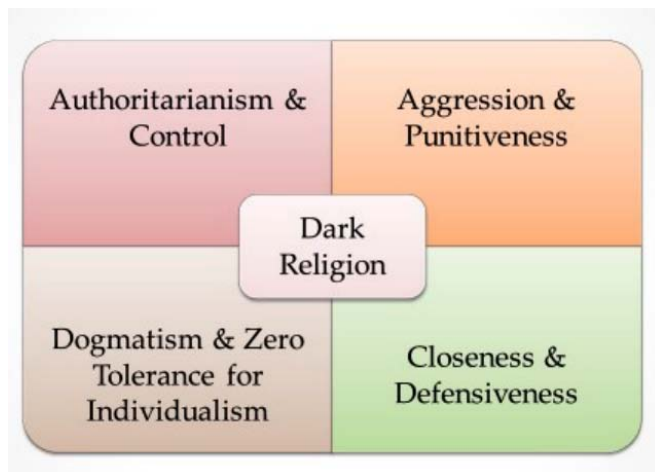 Authoritarianism &
Control
Aggression &
Punitiveness
Dark
Religion
Dogmatism & Zero
Tolerance for
Individualism
Closeness &
Defensiveness